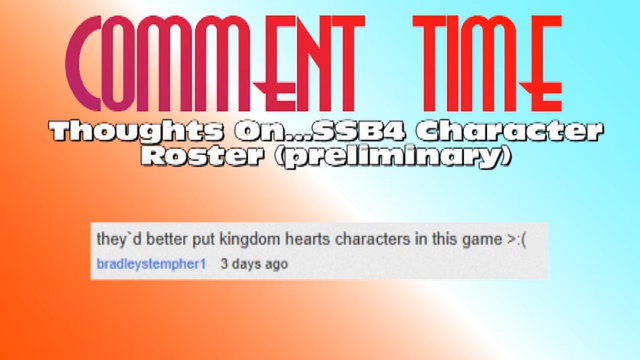 COMMENT TIME
Thoughts On...SSB4 Character
Roster (preliminary)
they`d better put kingdom hearts characters in this game >:(
bradleystempher1 3 days ago